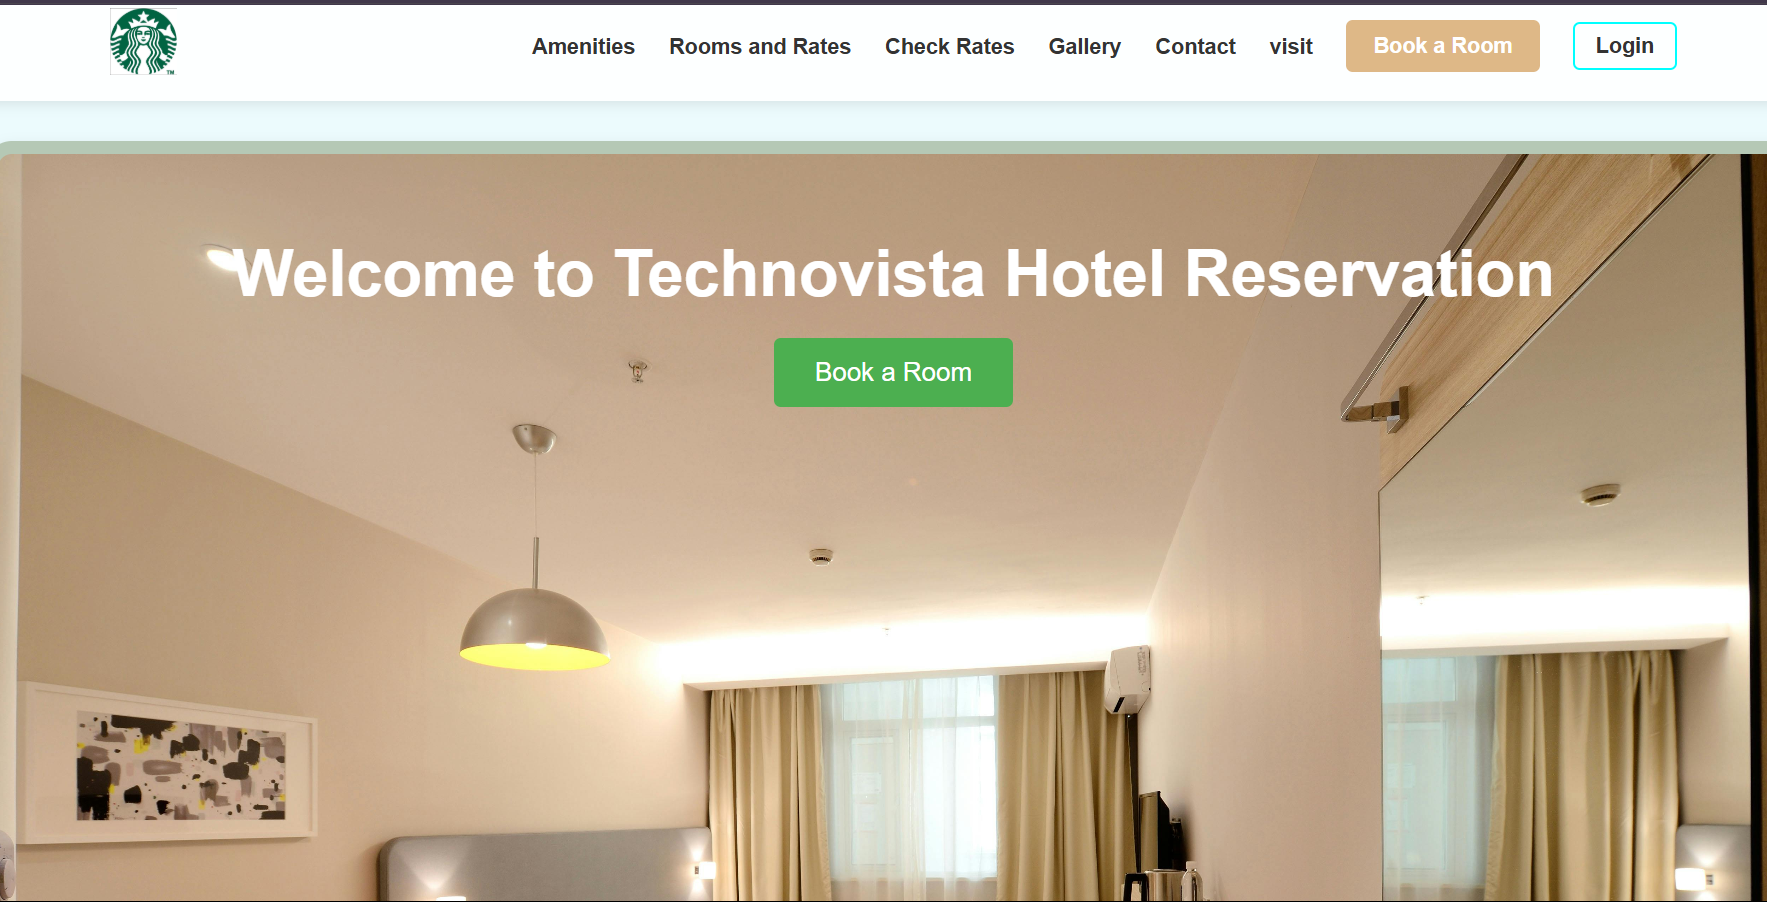 Amenities Rooms and Rates Check Rates Gallery Contact visit Book a Room Login
TM
Welcome to Technovista Hotel Reservation
Book a Room